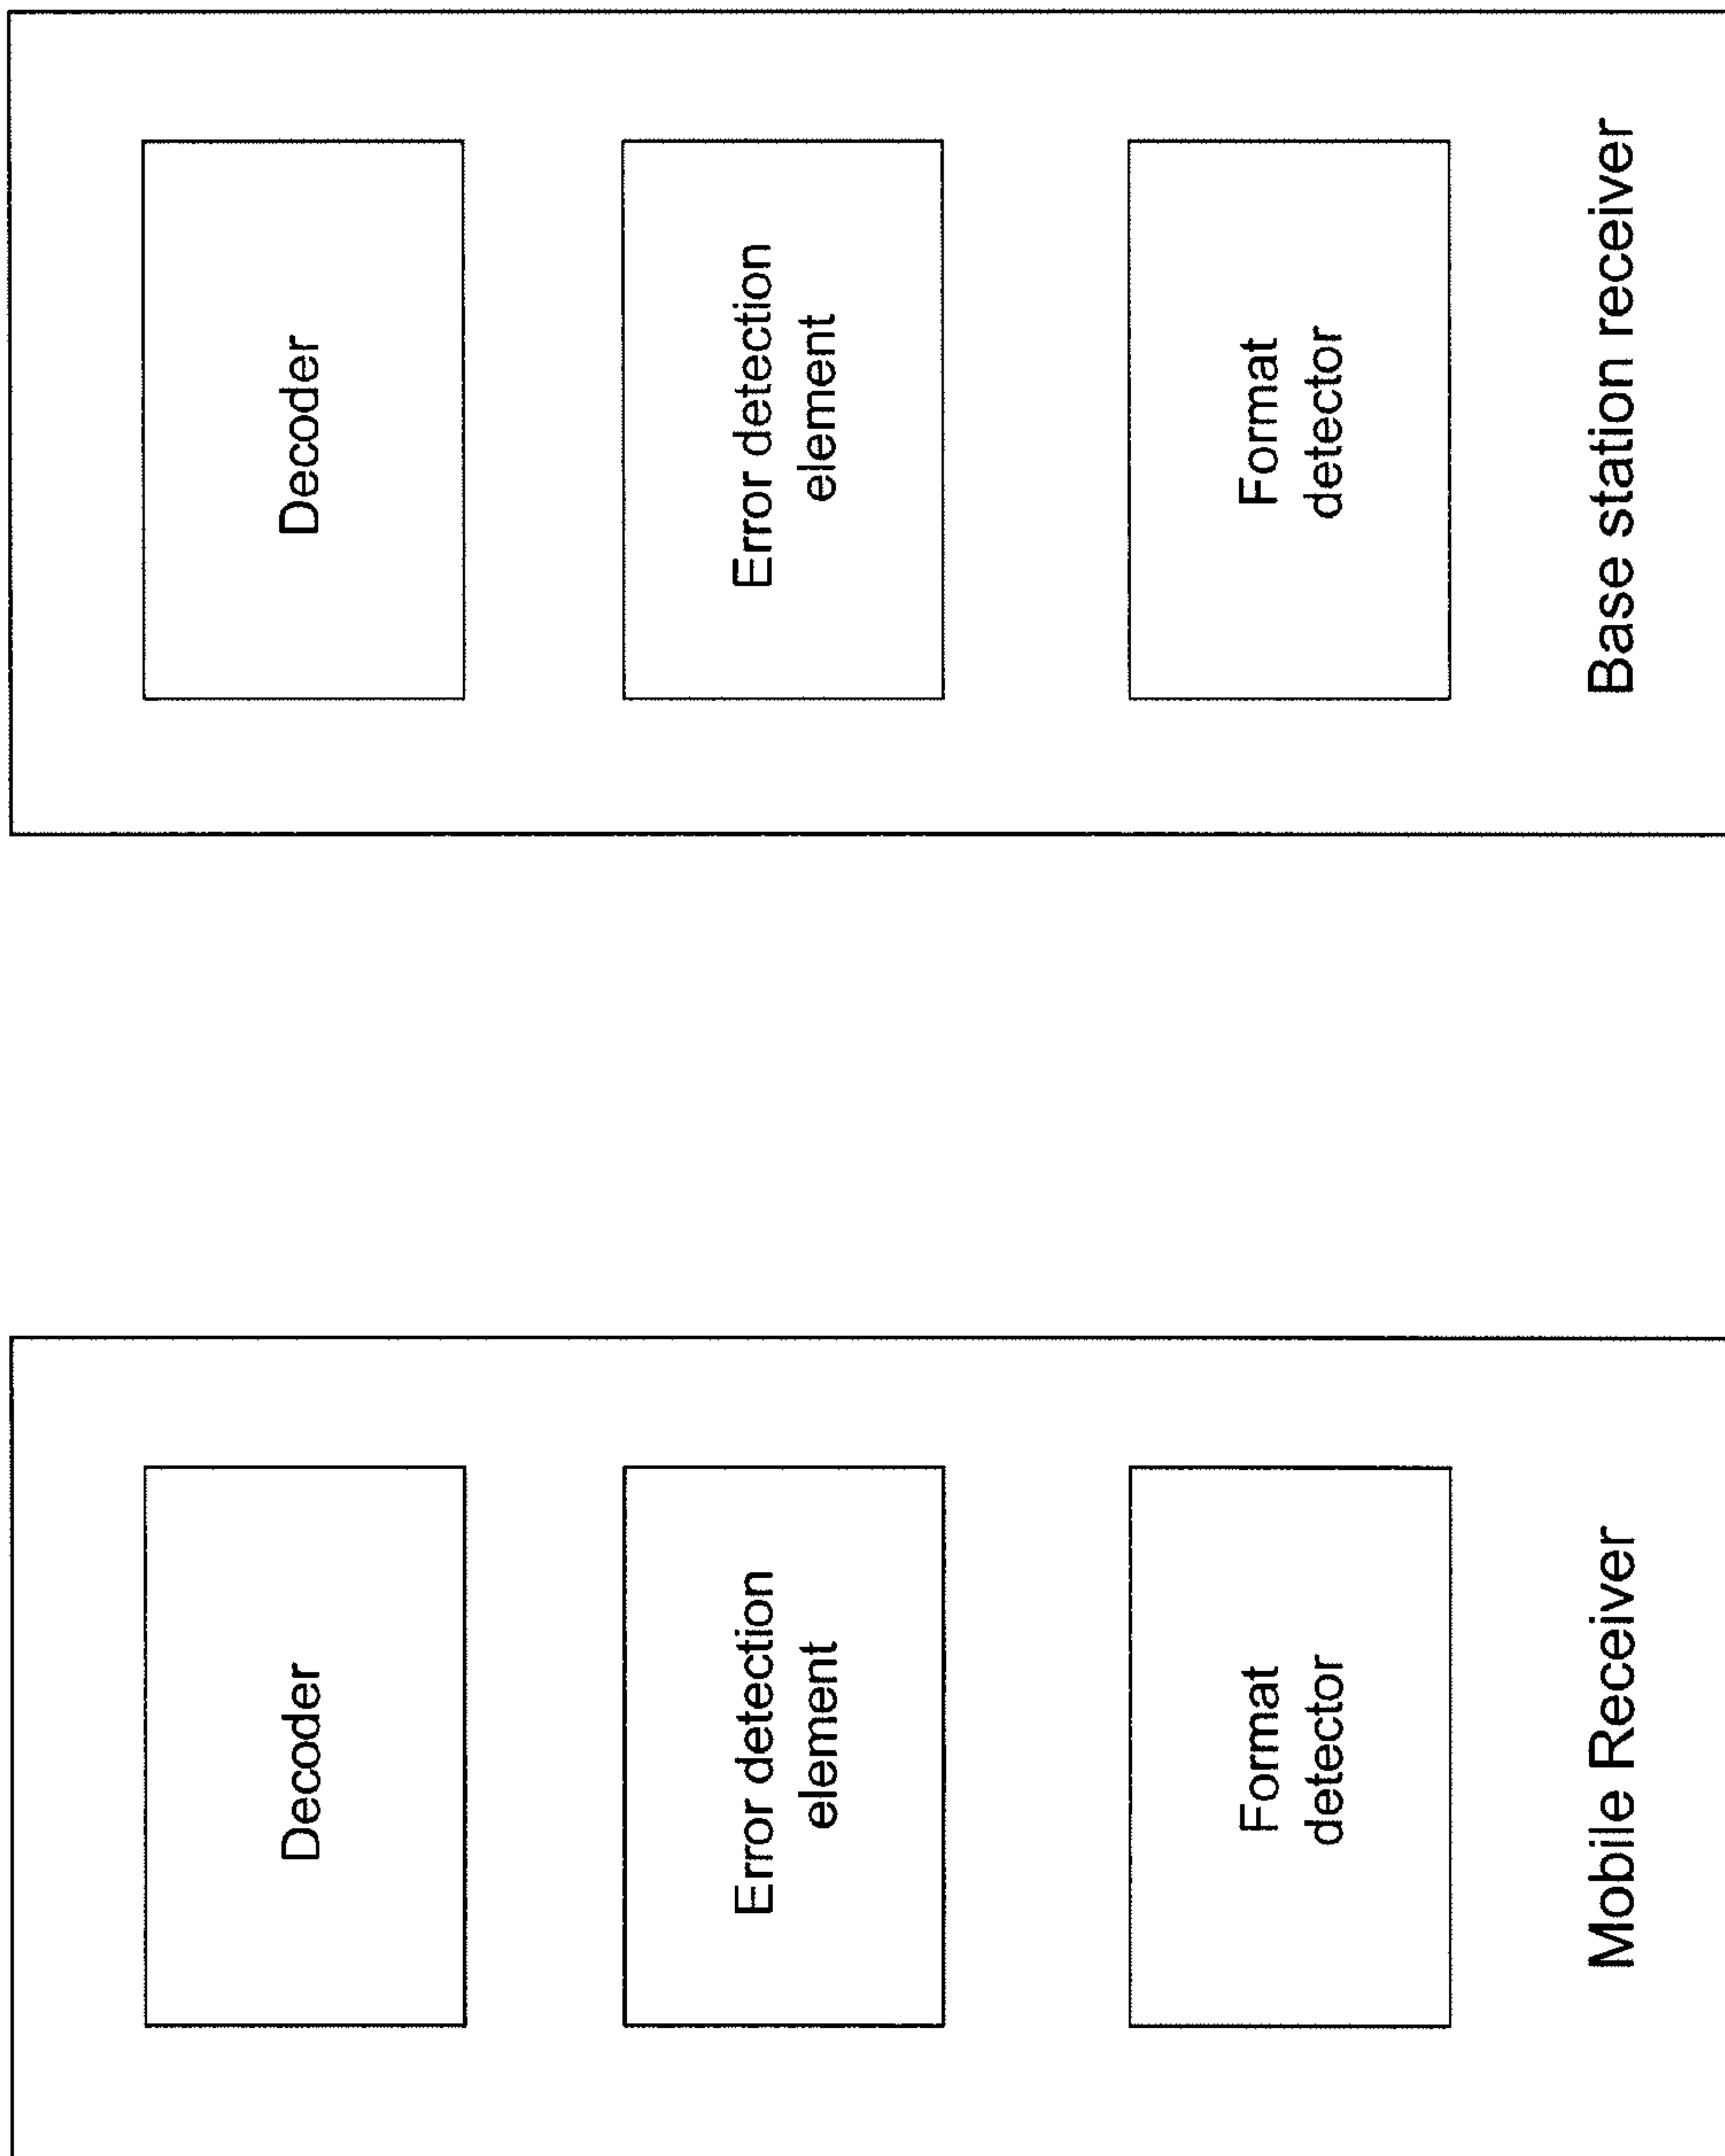 Decoder
Error detection
element
Format
detector
Mobile Receiver
Decoder
Error detection
element
Format
detector
Base station receiver